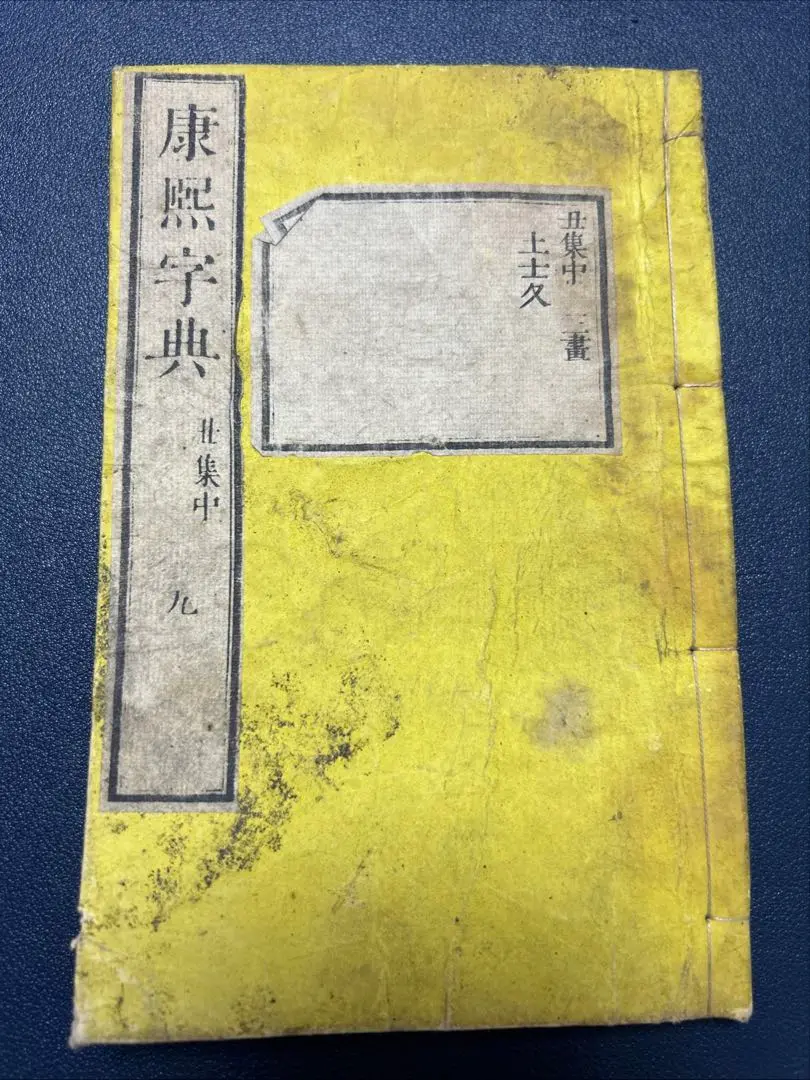 丑集中 三畫
土士夂
康熙字典 丑集中 九